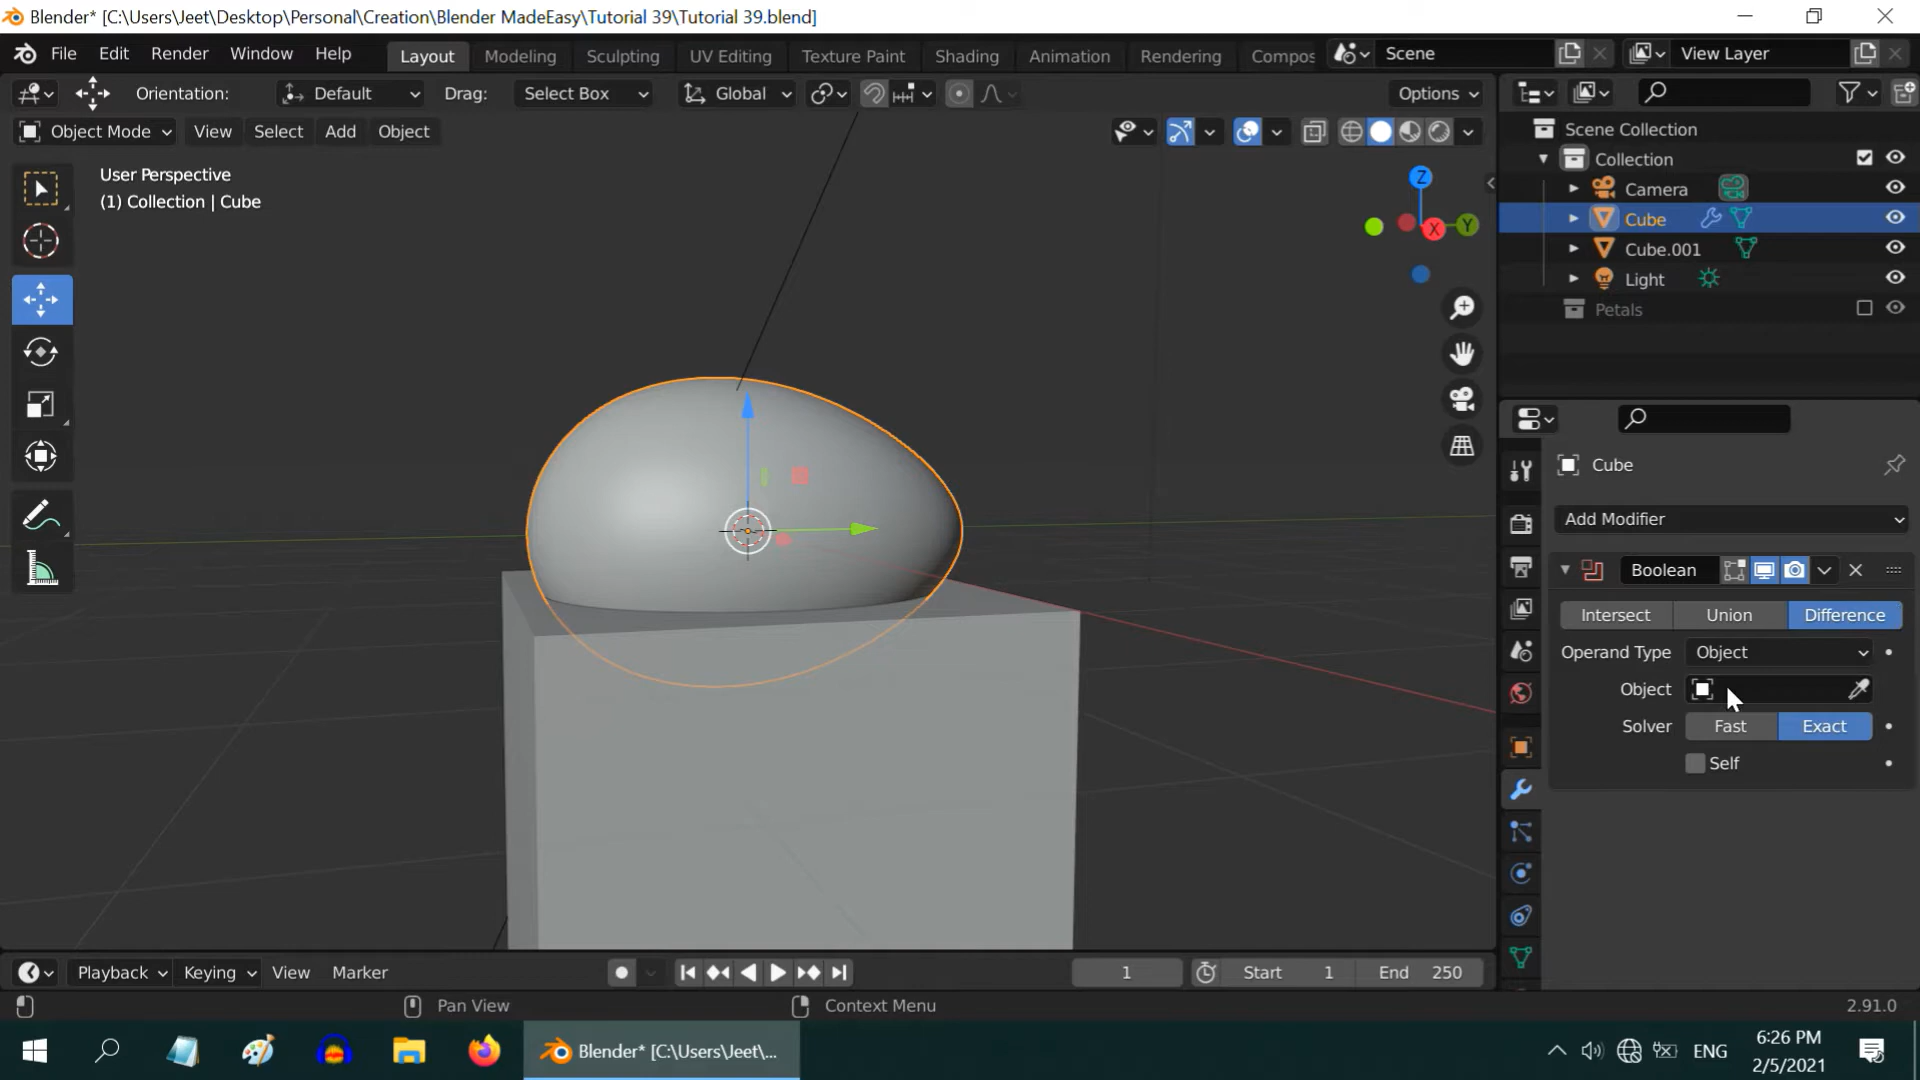 Blender* [C:\Users\Jeet\Desktop\Personal\Creation\Blender MadeEasy\Tutorial 39\Tutorial 39.blend]
File Edit Render Window Help Layout Modeling Sculpting UV Editing Texture Paint Shading Animation Rendering Compos Scene View Layer
Orientation: Default Drag: Select Box Global Options
Object Mode View Select Add Object
Scene Collection
Collection
Camera
Cube
Cube.001
Light
Petals
User Perspective
(1) Collection | Cube
Z
Y
X
Cube
Add Modifier
Boolean
Intersect Union Difference
Operand Type Object
Object
Solver Fast Exact
Self
Playback Keying View Marker 1 Start 1 End 250
Pan View Context Menu 2.91.0
Blender* [C:\Users\Jeet\... ENG 6:26 PM
2/5/2021